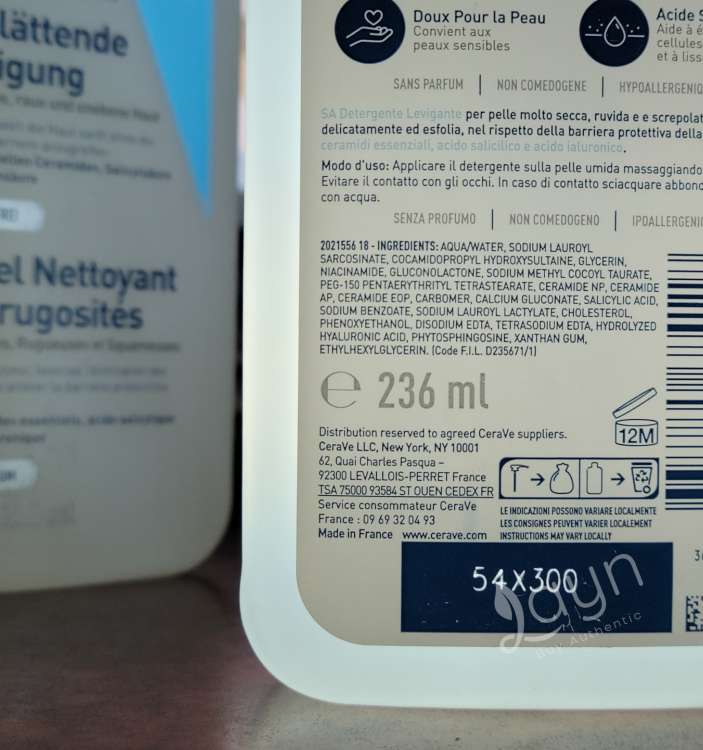 lättende
igung
el Nettoyant
rugosites
Doux Pour la Peau
Convient aux
peaux sensibles
Acide S
Aide à é
cellules
et à liss
SANS PARFUM | NON COMEDOGENE | HYPOALLERGENIQ
SA Detergente Levigante per pelle molto secca, ruvida e e screpolat
delicatamente ed esfolia, nel rispetto della barriera protettiva della
ceramidi essenziali, acido salicilico e acido ialuronico.
Modo d'uso: Applicare il detergente sulla pelle umida massaggiando
Evitare il contatto con gli occhi. In caso di contatto sciacquare abbond
con acqua.
SENZA PROFUMO | NON COMEDOGENO | IPOALLERGENIC
2021556 18 - INGREDIENTS: AQUA/WATER, SODIUM LAUROYL
SARCOSINATE, COCAMIDOPROPYL HYDROXYSULTAINE, GLYCERIN,
NIACINAMIDE, GLUCONOLACTONE, SODIUM METHYL COCOYL TAURATE,
PEG-150 PENTAERYTHRITYL TETRASTEARATE, CERAMIDE NP, CERAMIDE
AP, CERAMIDE EOP, CARBOMER, CALCIUM GLUCONATE, SALICYLIC ACID,
SODIUM BENZOATE, SODIUM LAUROYL LACTYLATE, CHOLESTEROL,
PHENOXYETHANOL, DISODIUM EDTA, TETRASODIUM EDTA, HYDROLYZED
HYALURONIC ACID, PHYTOSPHINGOSINE, XANTHAN GUM,
ETHYLHEXYLGLYCERIN. (Code F.I.L. D235671/1)
℮ 236 ml
12M
Distribution reserved to agreed CeraVe suppliers.
CeraVe LLC, New York, NY 10001
62, Quai Charles Pasqua –
92300 LEVALLOIS-PERRET France
TSA 75000 93584 ST OUEN CEDEX FR
Service consommateur CeraVe
France : 09 69 32 04 93
Made in France www.cerave.com
LE INDICAZIONI POSSONO VARIARE LOCALMENTE
LES CONSIGNES PEUVENT VARIER LOCALEMENT
INSTRUCTIONS MAY VARY LOCALLY
54X300
Jayn
Buy Authentic